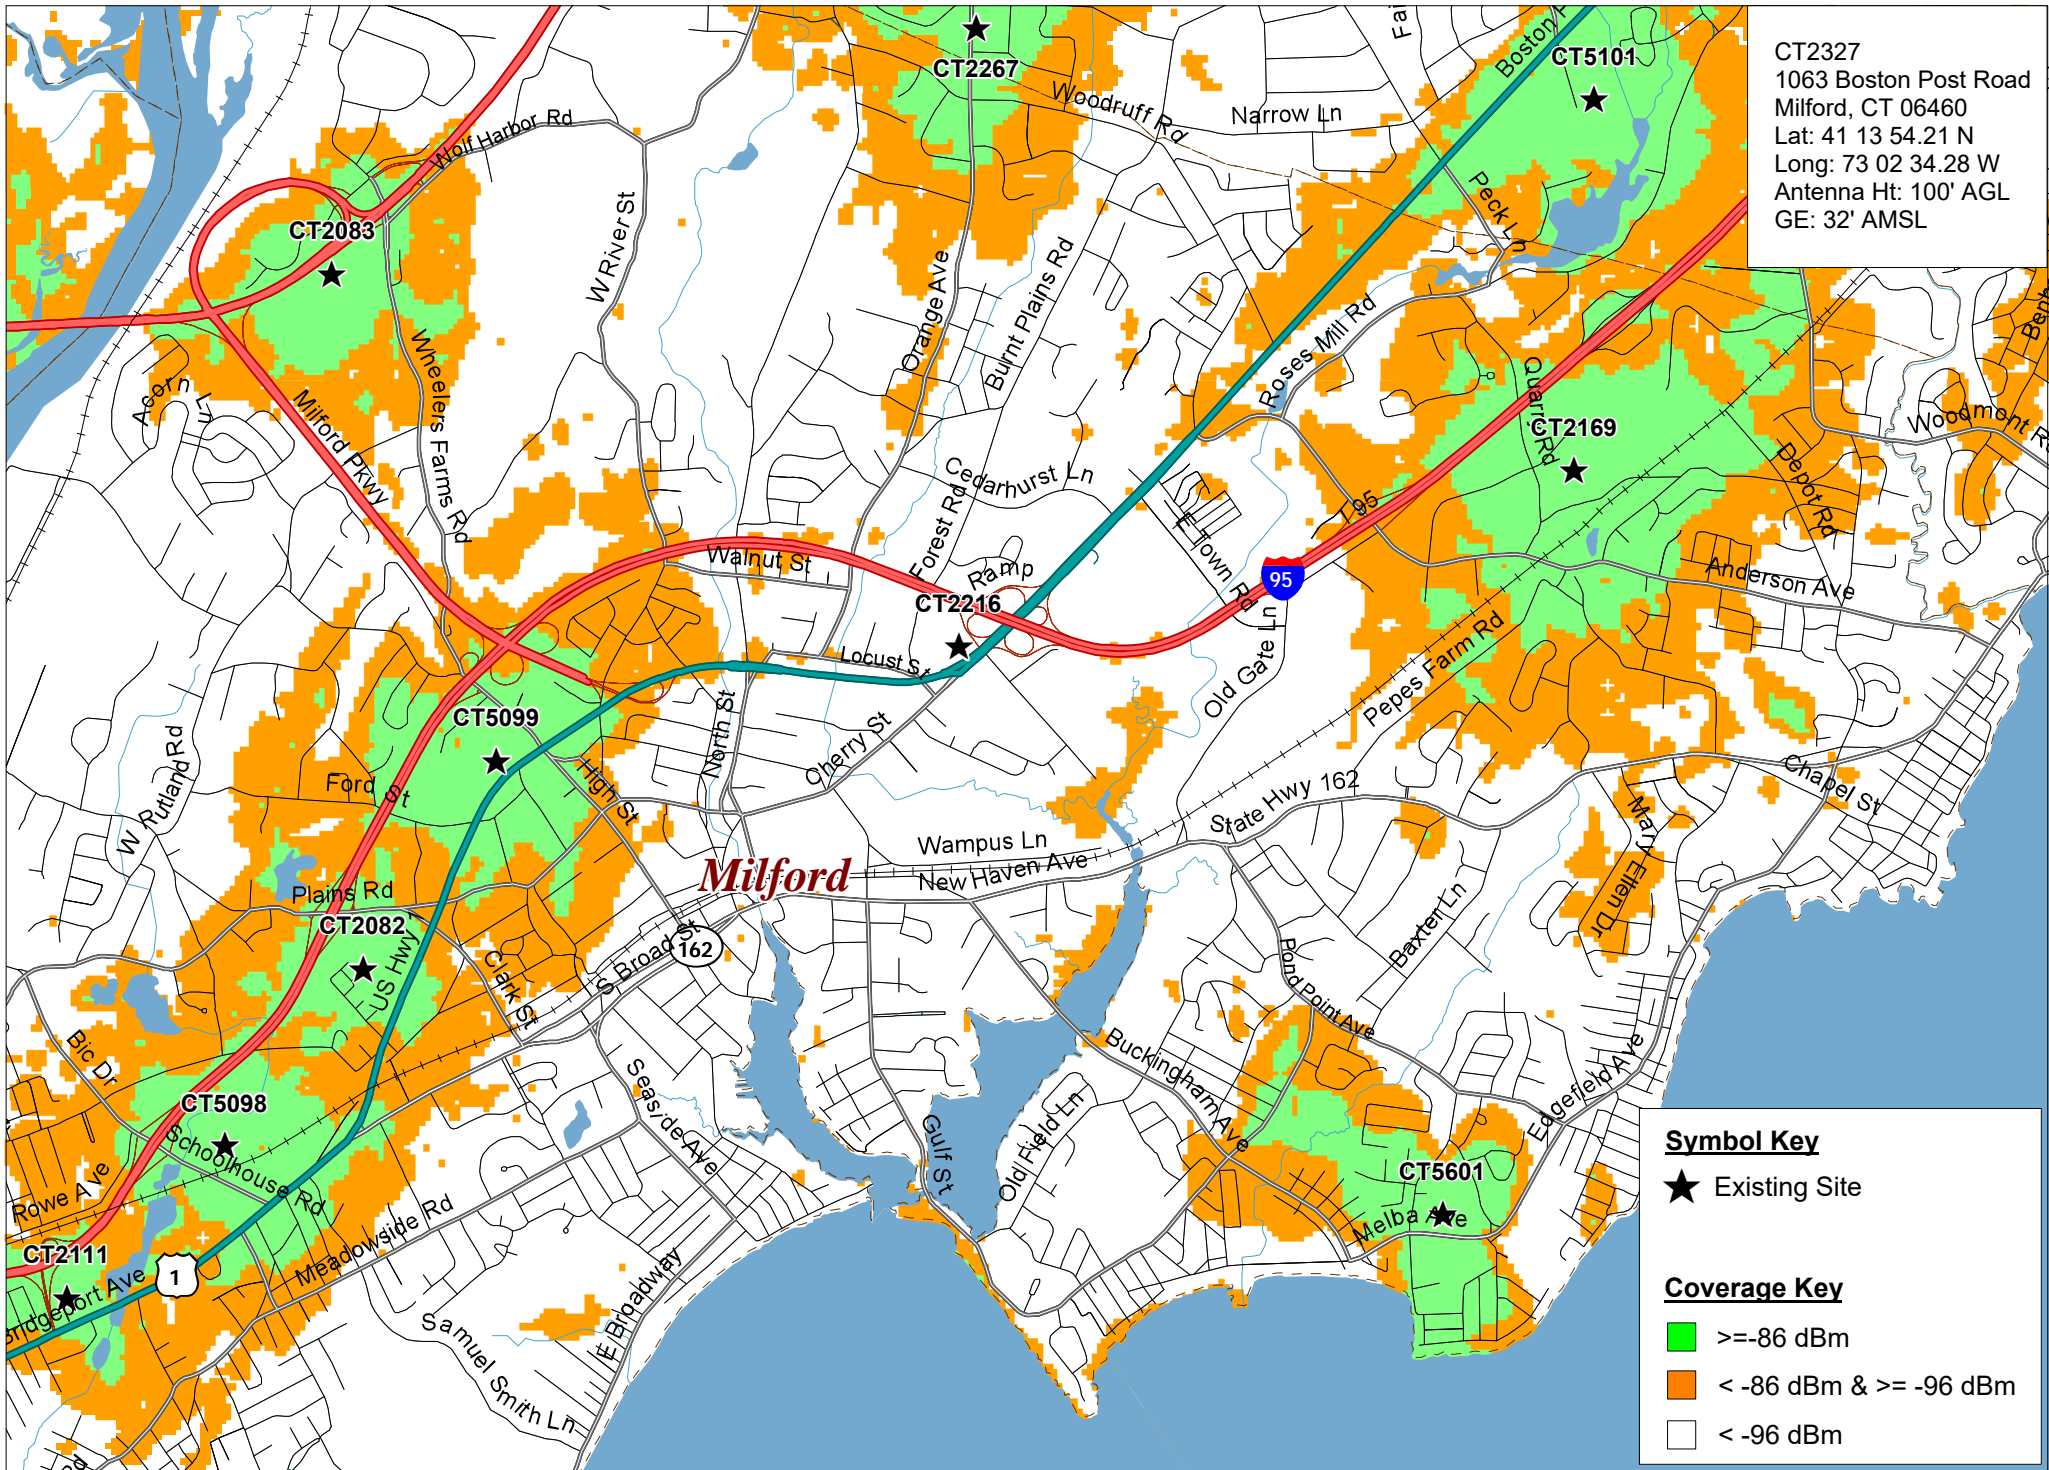 CT2327
1063 Boston Post Road
Milford, CT 06460
Lat: 41 13 54.21 N
Long: 73 02 34.28 W
Antenna Ht: 100' AGL
GE: 32' AMSL
CT2267
CT5101
Boston P
Woodruff Rd
Narrow Ln
Wolf Harbor Rd
Peck Ln
CT2083
W River St
Orange Ave
Burnt Plains Rd
Roses Mill Rd
Wheelers Farms Rd
Acorn Ln
Milford Pkwy
Quarry Rd
CT2169
Woodmont R
Depot Rd
Cedarhurst Ln
Forest Rd
I 95
E Town Rd
95
Walnut St
Ramp
CT2216
Anderson Ave
Locust St
Old Gate Ln
Pepes Farm Rd
CT5099
North St
Cherry St
W Rutland Rd
Ford St
High St
State Hwy 162
Chapel St
Mary Ellen Dr
Wampus Ln
New Haven Ave
Milford
Plains Rd
CT2082
US Hwy
Clark St
S Broad St
162
Baxter Ln
Pond Point Ave
Bic Dr
Seaside Ave
Buckingham Ave
Edgefield Ave
CT5098
Schoolhouse Rd
Gulf St
Old Field Ln
CT5601
Melba Ave
Rowe Ave
CT2111
Bridgeport Ave
1
Meadowside Rd
Samuel Smith Ln
E Broadway
Symbol Key
Existing Site
Coverage Key
>=-86 dBm
< -86 dBm & >= -96 dBm
< -96 dBm